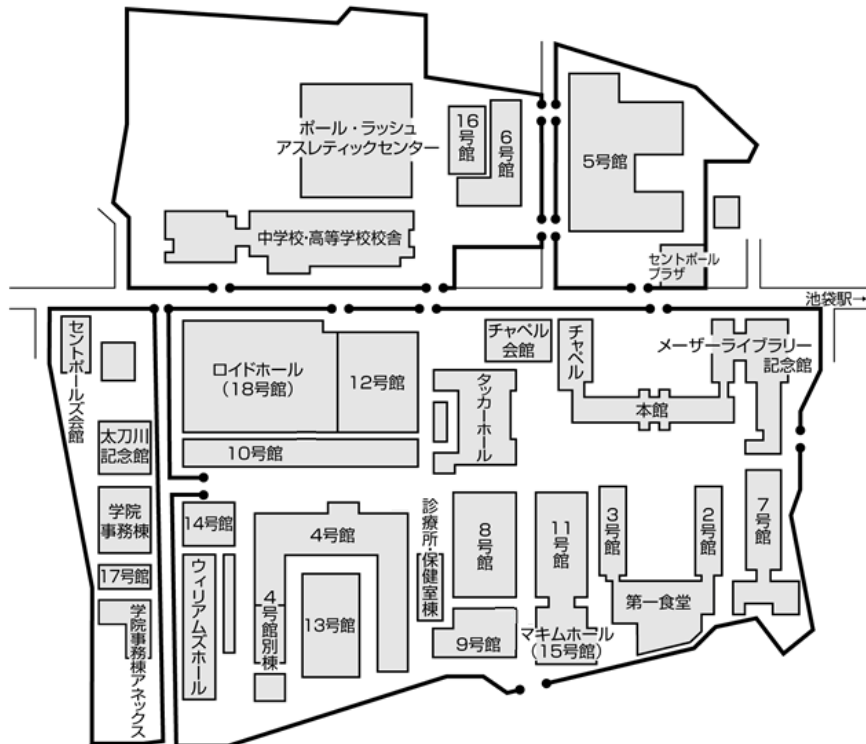 ポール・ラッシュ
アスレティックセンター
16号館
6号館
5号館
中学校・高等学校校舎
セントポール
プラザ
池袋駅→
セントポールズ会館
ロイドホール
(18号館)
12号館
チャペル
会館
チャペル
メーザーライブラリー
記念館
タッカーホール
本館
太刀川
記念館
10号館
学院
事務棟
14号館
4号館
診療所・保健室棟
8号館
11号館
3号館
2号館
7号館
17号館
ウィリアムズホール
4号館別棟
13号館
第一食堂
学院事務棟アネックス
9号館
マキムホール
(15号館)